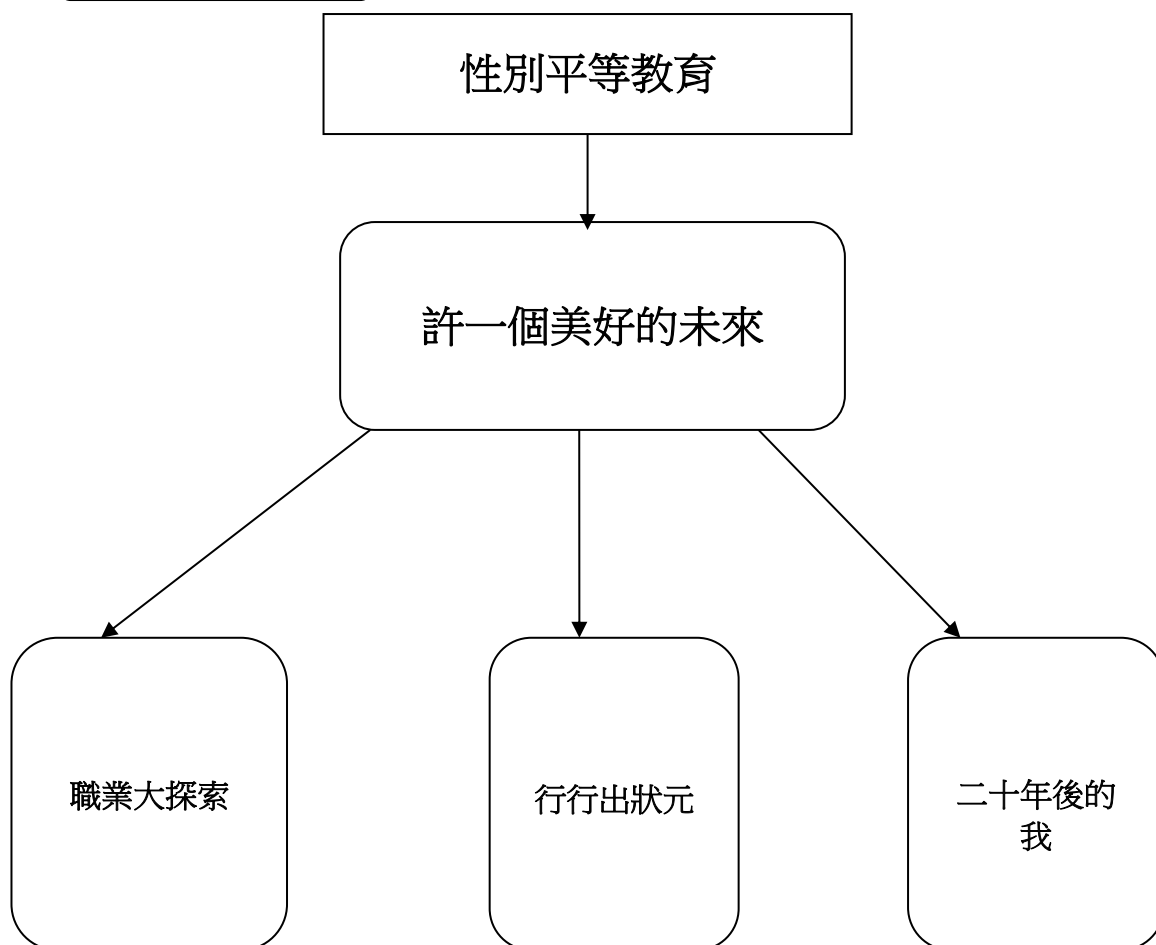 性別平等教育
許一個美好的未來
職業大探索
行行出狀元
二十年後的
我